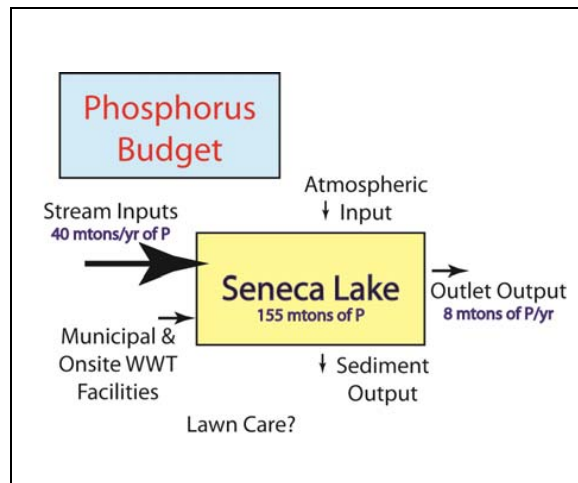 Phosphorus
Budget
Atmospheric
Input
Stream Inputs
40 mtons/yr of P
Seneca Lake
155 mtons of P
Outlet Output
8 mtons of P/yr
Municipal &
Onsite WWT
Facilities
Sediment
Output
Lawn Care?